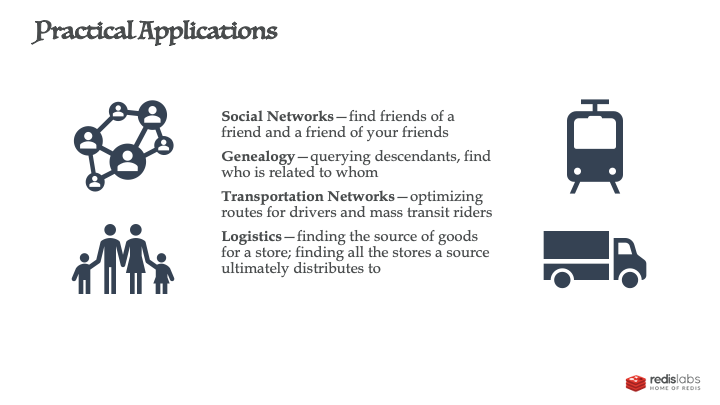 Practical Applications
Social Networks—find friends of a
friend and a friend of your friends
Genealogy—querying descendants, find
who is related to whom
Transportation Networks—optimizing
routes for drivers and mass transit riders
Logistics—finding the source of goods
for a store; finding all the stores a source
ultimately distributes to
redislabs
HOME OF REDIS